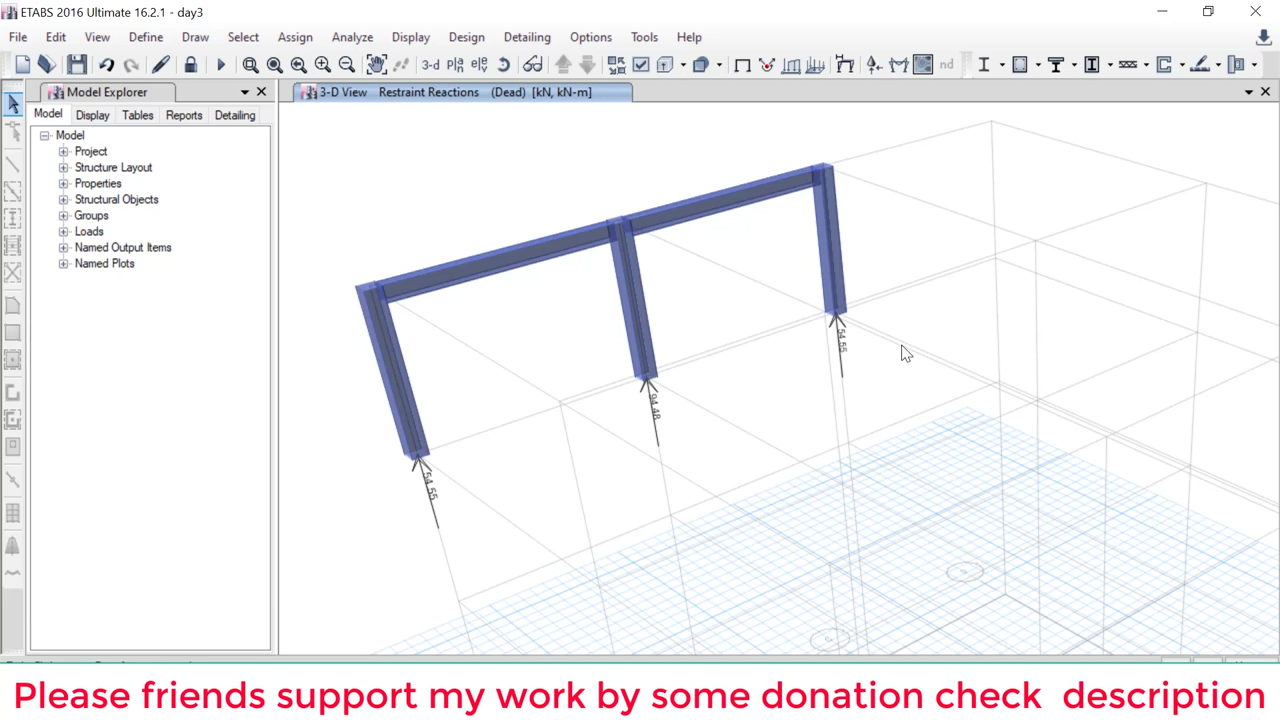 ETABS 2016 Ultimate 16.2.1 - day3
File Edit View Define Draw Select Assign Analyze Display Design Detailing Options Tools Help
3-d nd
Model Explorer
3-D View Restraint Reactions (Dead) [kN, kN-m]
Model Display Tables Reports Detailing
Model
Project
Structure Layout
Properties
Structural Objects
Groups
Loads
Named Output Items
Named Plots
54.55
94.48
54.55
Please friends support my work by some donation check description